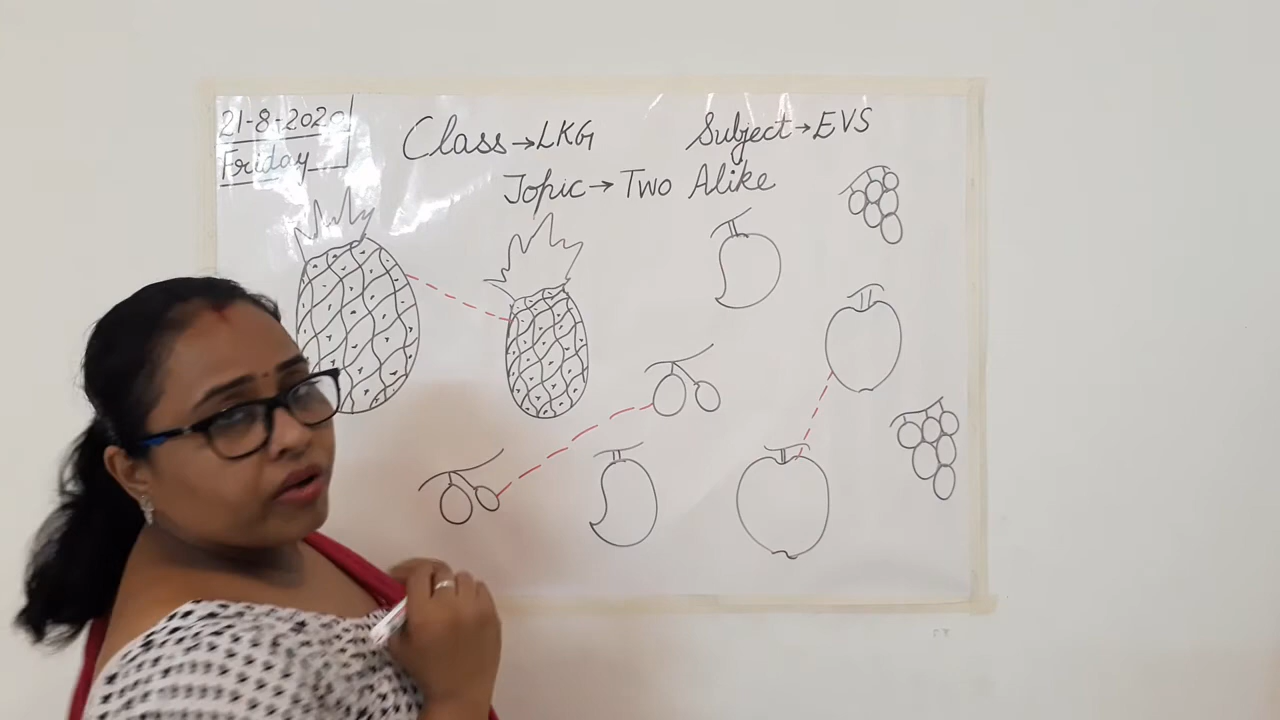 21-8-2020
Friday
Class→LKG
Subject→EVS
Topic→Two Alike